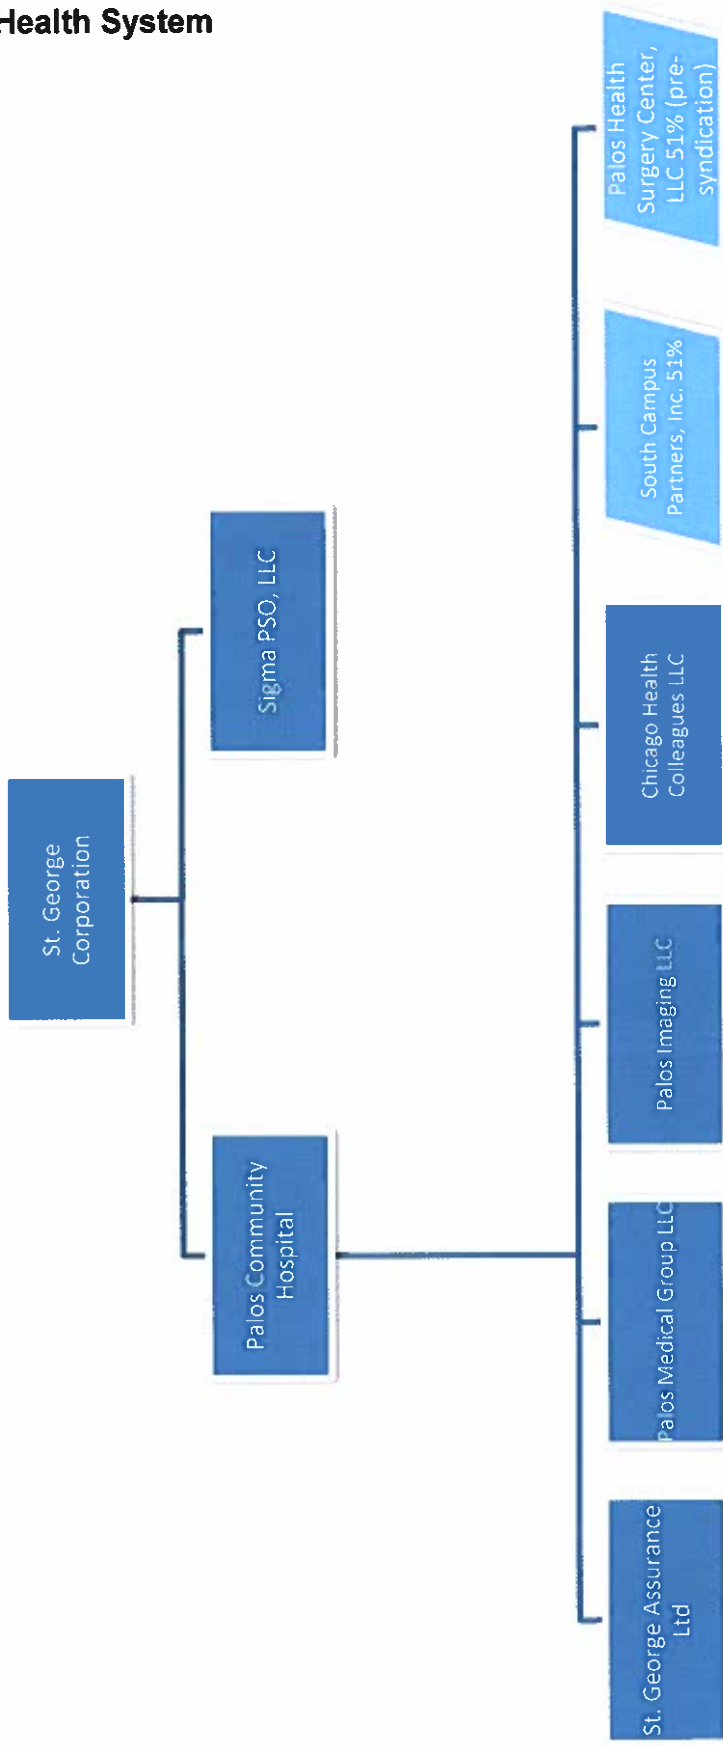 Health System
St. George
Corporation
Palos Community
Hospital
Sigma PSO, LLC
St. George Assurance
Ltd
Palos Medical Group LLC
Palos Imaging LLC
Chicago Health
Colleagues LLC
South Campus
Partners, Inc. 51%
Palos Health
Surgery Center,
LLC 51% (pre-
syndication)